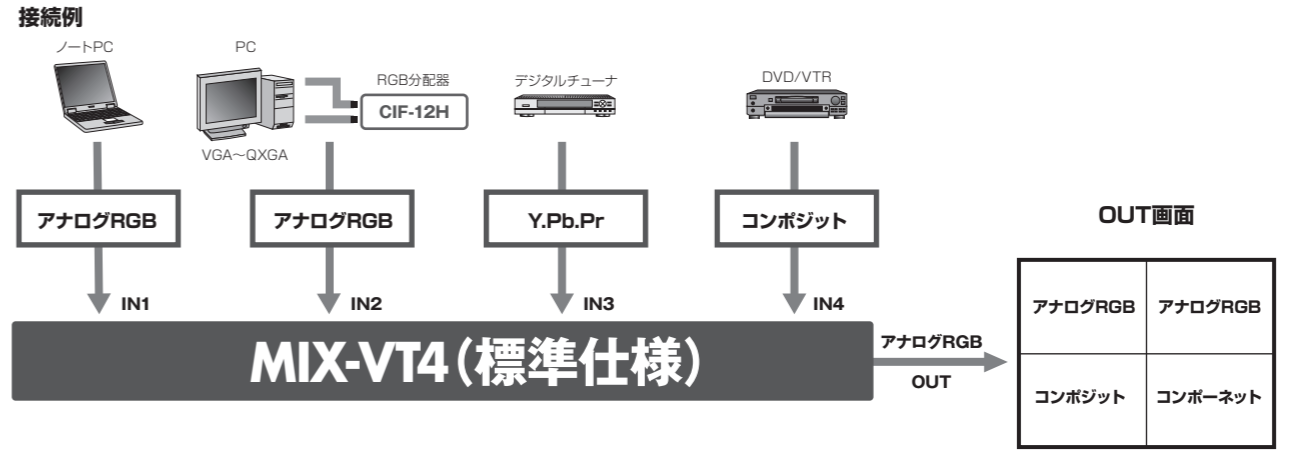 接続例
ノートPC
PC
RGB分配器
CIF-12H
VGA～QXGA
デジタルチューナ
DVD/VTR
アナログRGB
アナログRGB
Y.Pb.Pr
コンポジット
IN1
IN2
IN3
IN4
MIX-VT4（標準仕様）
アナログRGB
OUT
OUT画面
アナログRGB
アナログRGB
コンポジット
コンポーネット